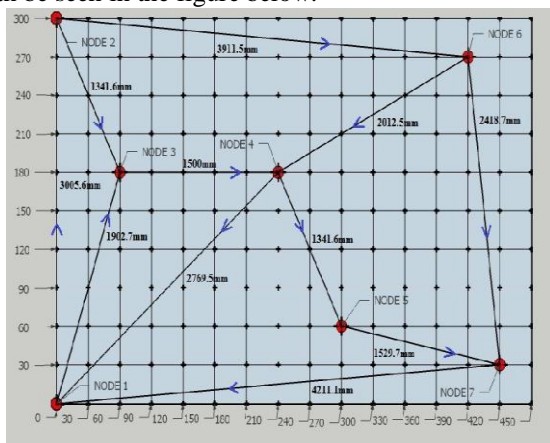 be seen in the figure below.
300
NODE 2
NODE 6
3911.5mm
270
1341.6mm
240
2418.7mm
2012.5mm
210
NODE 3
NODE 4
1500mm
180
3005.6mm
150
1902.7mm
1341.6mm
120
2769.5mm
90
NODE 5
60
1529.7mm
30
NODE 1
4211.1mm
NODE 7
0 30 60 90 120 150 180 210 240 270 300 330 360 390 420 450